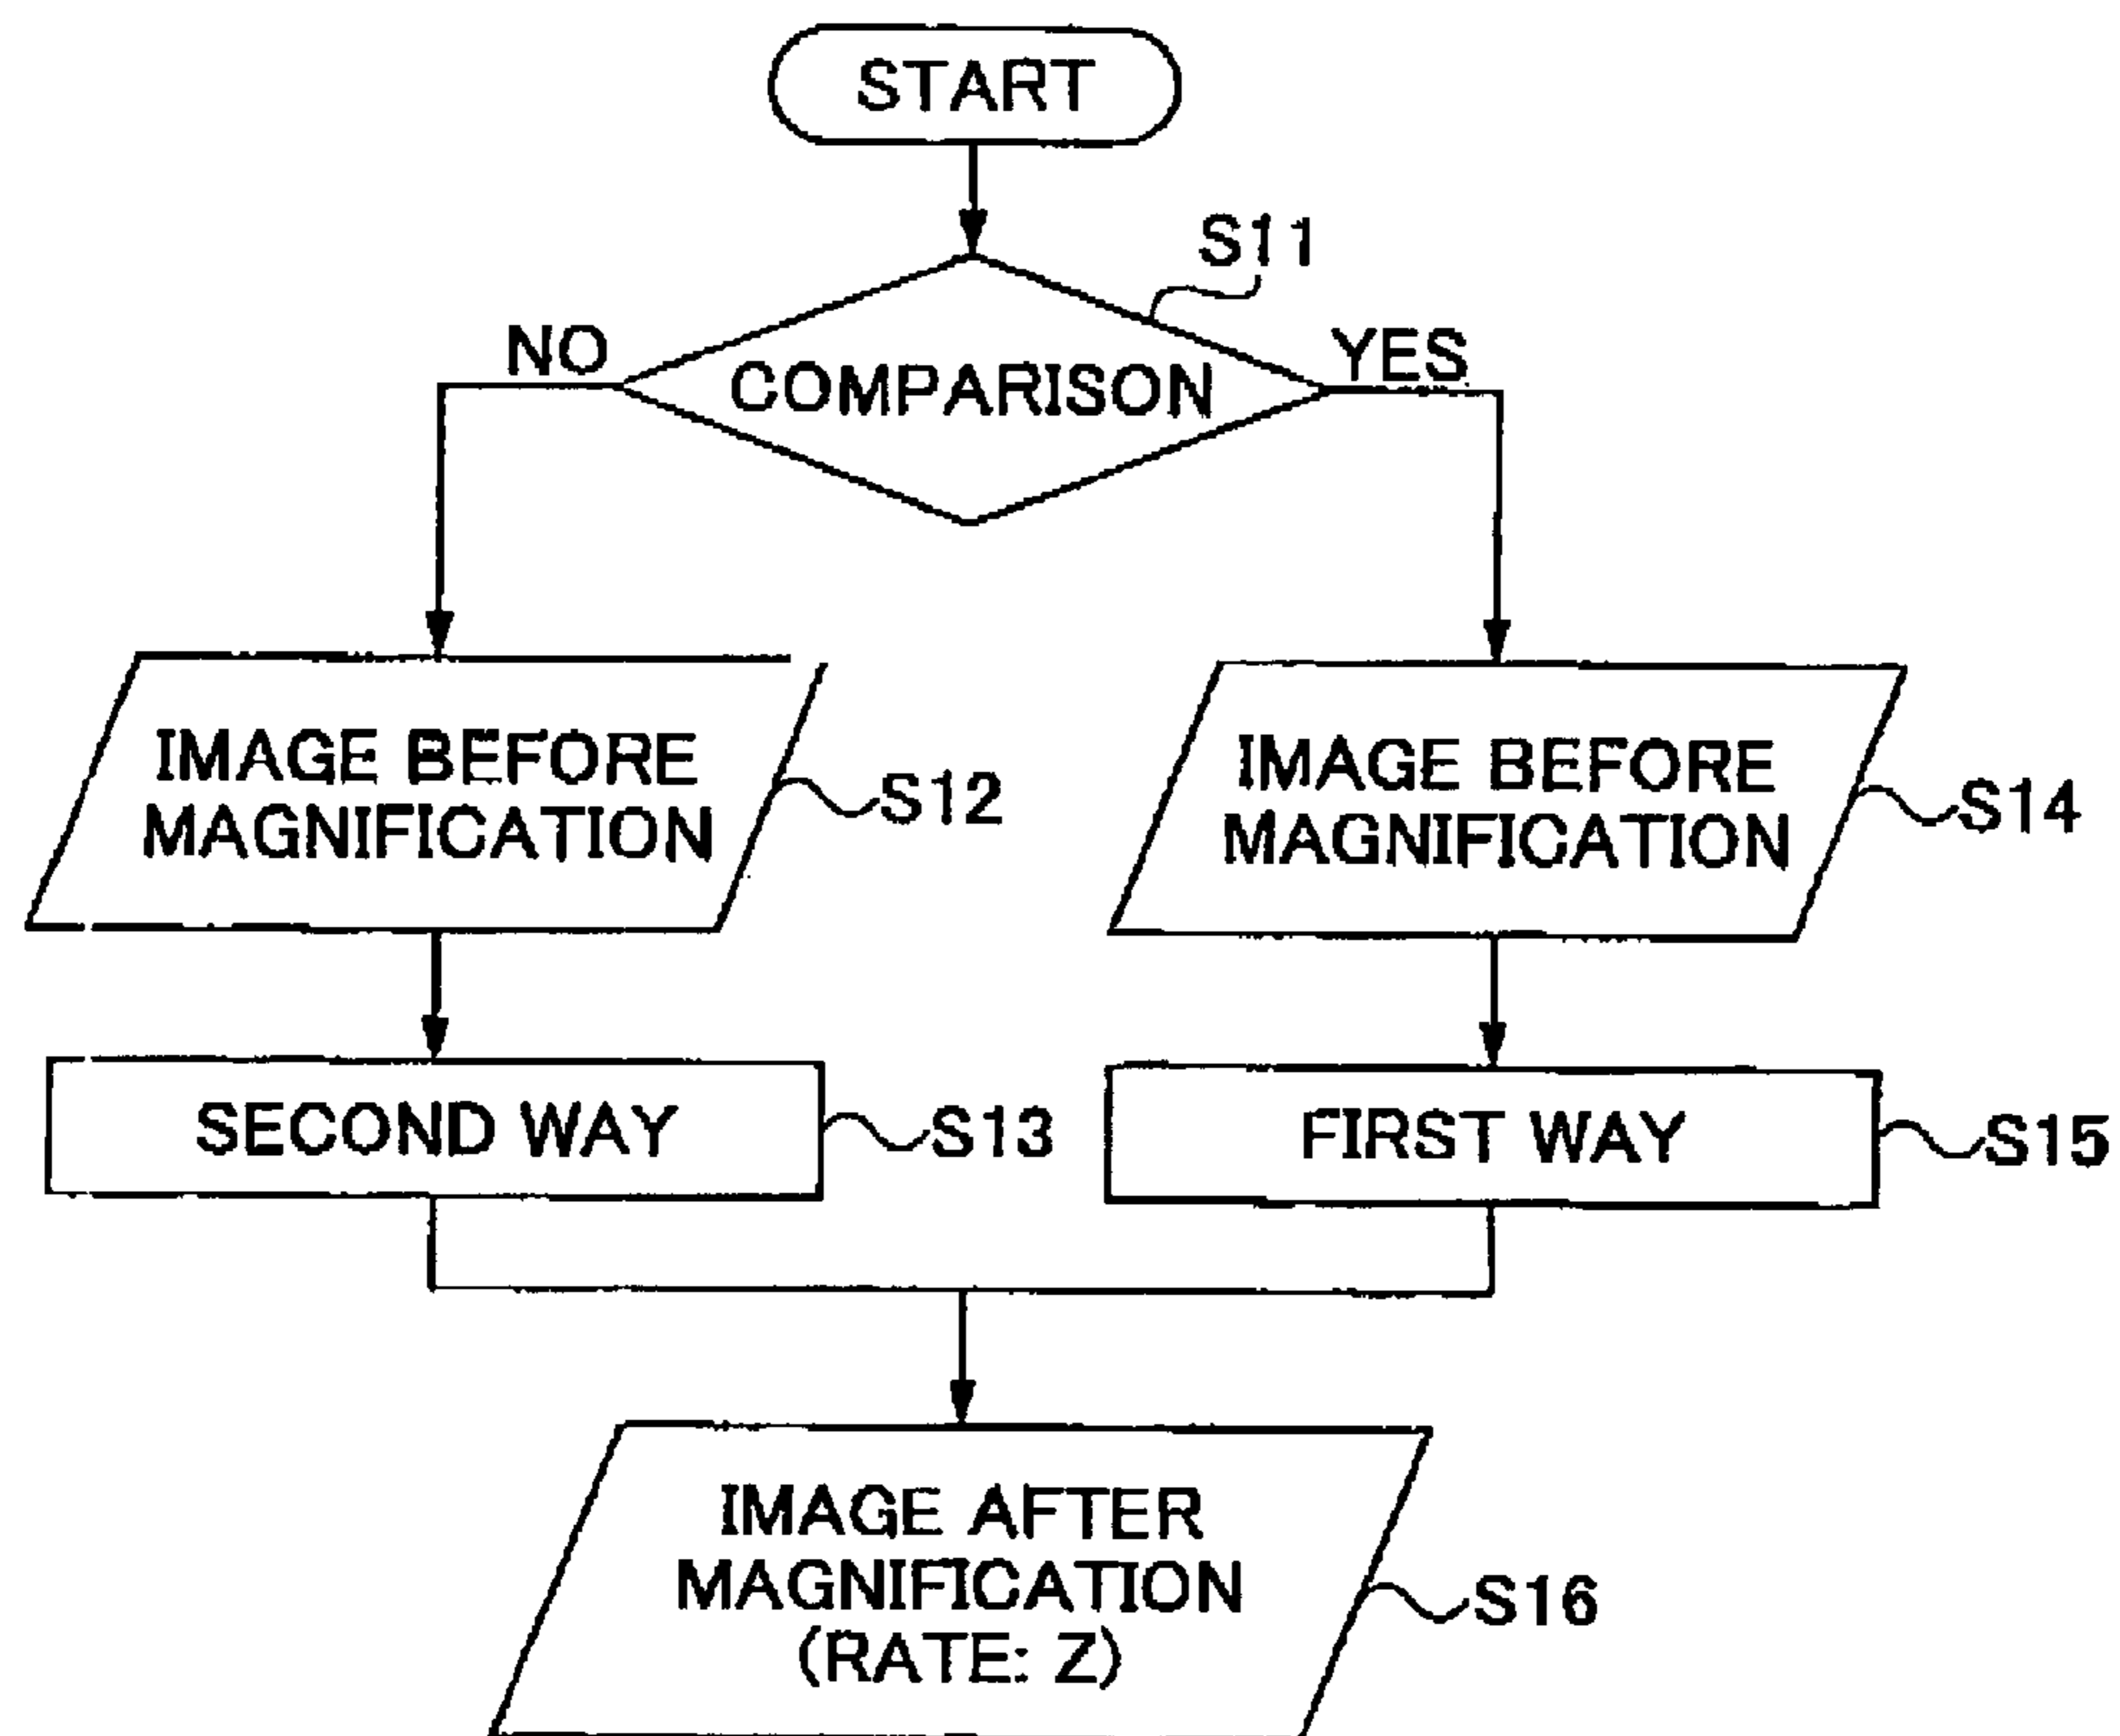 START
S11
NO
YES
COMPARISON
IMAGE BEFORE
MAGNIFICATION
S12
IMAGE BEFORE
MAGNIFICATION
S14
SECOND WAY
S13
FIRST WAY
S15
IMAGE AFTER
MAGNIFICATION
(RATE: Z)
S16